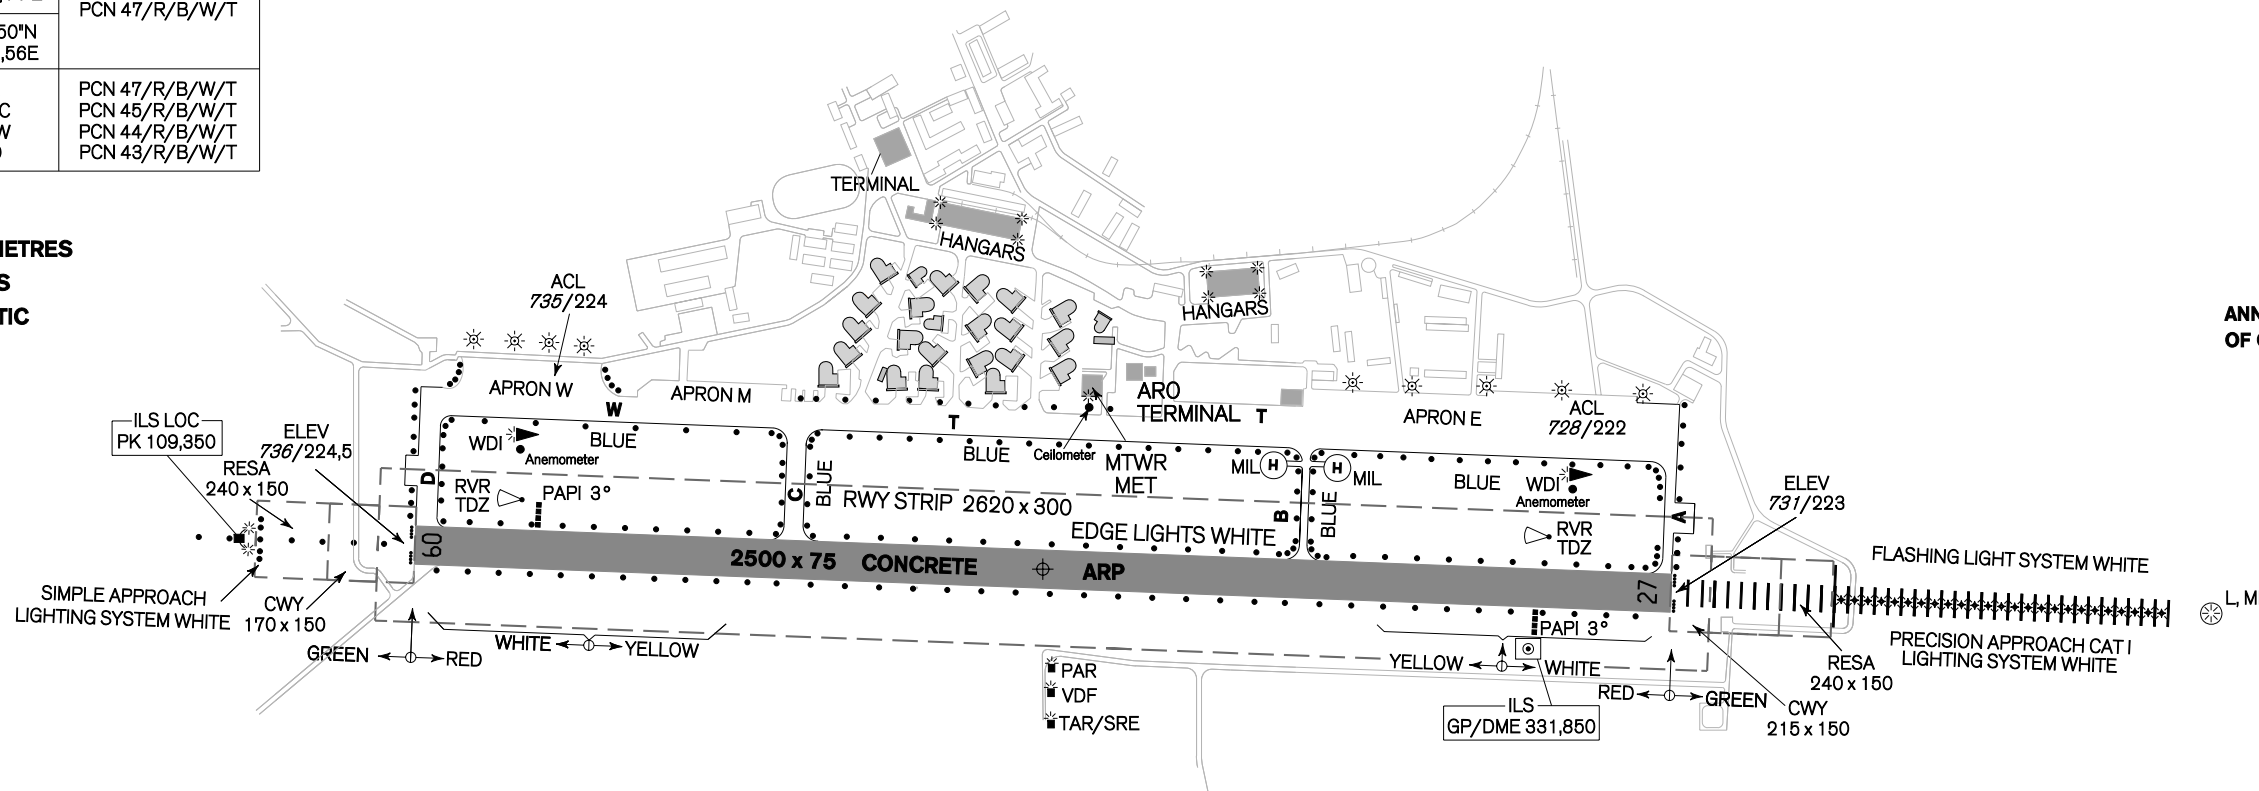 PCN 47/R/B/W/T
50"N
,56E
PCN 47/R/B/W/T
C
PCN 45/R/B/W/T
W
PCN 44/R/B/W/T
PCN 43/R/B/W/T
TERMINAL
HANGARS
METRES
S
TIC
ACL
735/224
HANGARS
ANN
OF
APRON W
APRON M
ARO
TERMINAL
T
APRON E
ACL
728/222
ILS LOC
PK 109,350
ELEV
736/224,5
W
T
WDI
BLUE
Anemometer
BLUE
Ceilometer
MTWR
MET
MIL
H
H
MIL
BLUE
WDI
Anemometer
RESA
240 x 150
D
RVR
TDZ
PAPI 3°
C
BLUE
RWY STRIP 2620 x 300
EDGE LIGHTS WHITE
B
BLUE
RVR
TDZ
A
ELEV
731/223
09
2500 x 75 CONCRETE
ARP
27
FLASHING LIGHT SYSTEM WHITE
SIMPLE APPROACH
LIGHTING SYSTEM WHITE
CWY
170 x 150
L, M
GREEN
RED
WHITE
YELLOW
PAPI 3°
YELLOW
WHITE
PRECISION APPROACH CAT I
LIGHTING SYSTEM WHITE
RESA
240 x 150
PAR
VDF
TAR/SRE
ILS
GP/DME 331,850
RED
GREEN
CWY
215 x 150